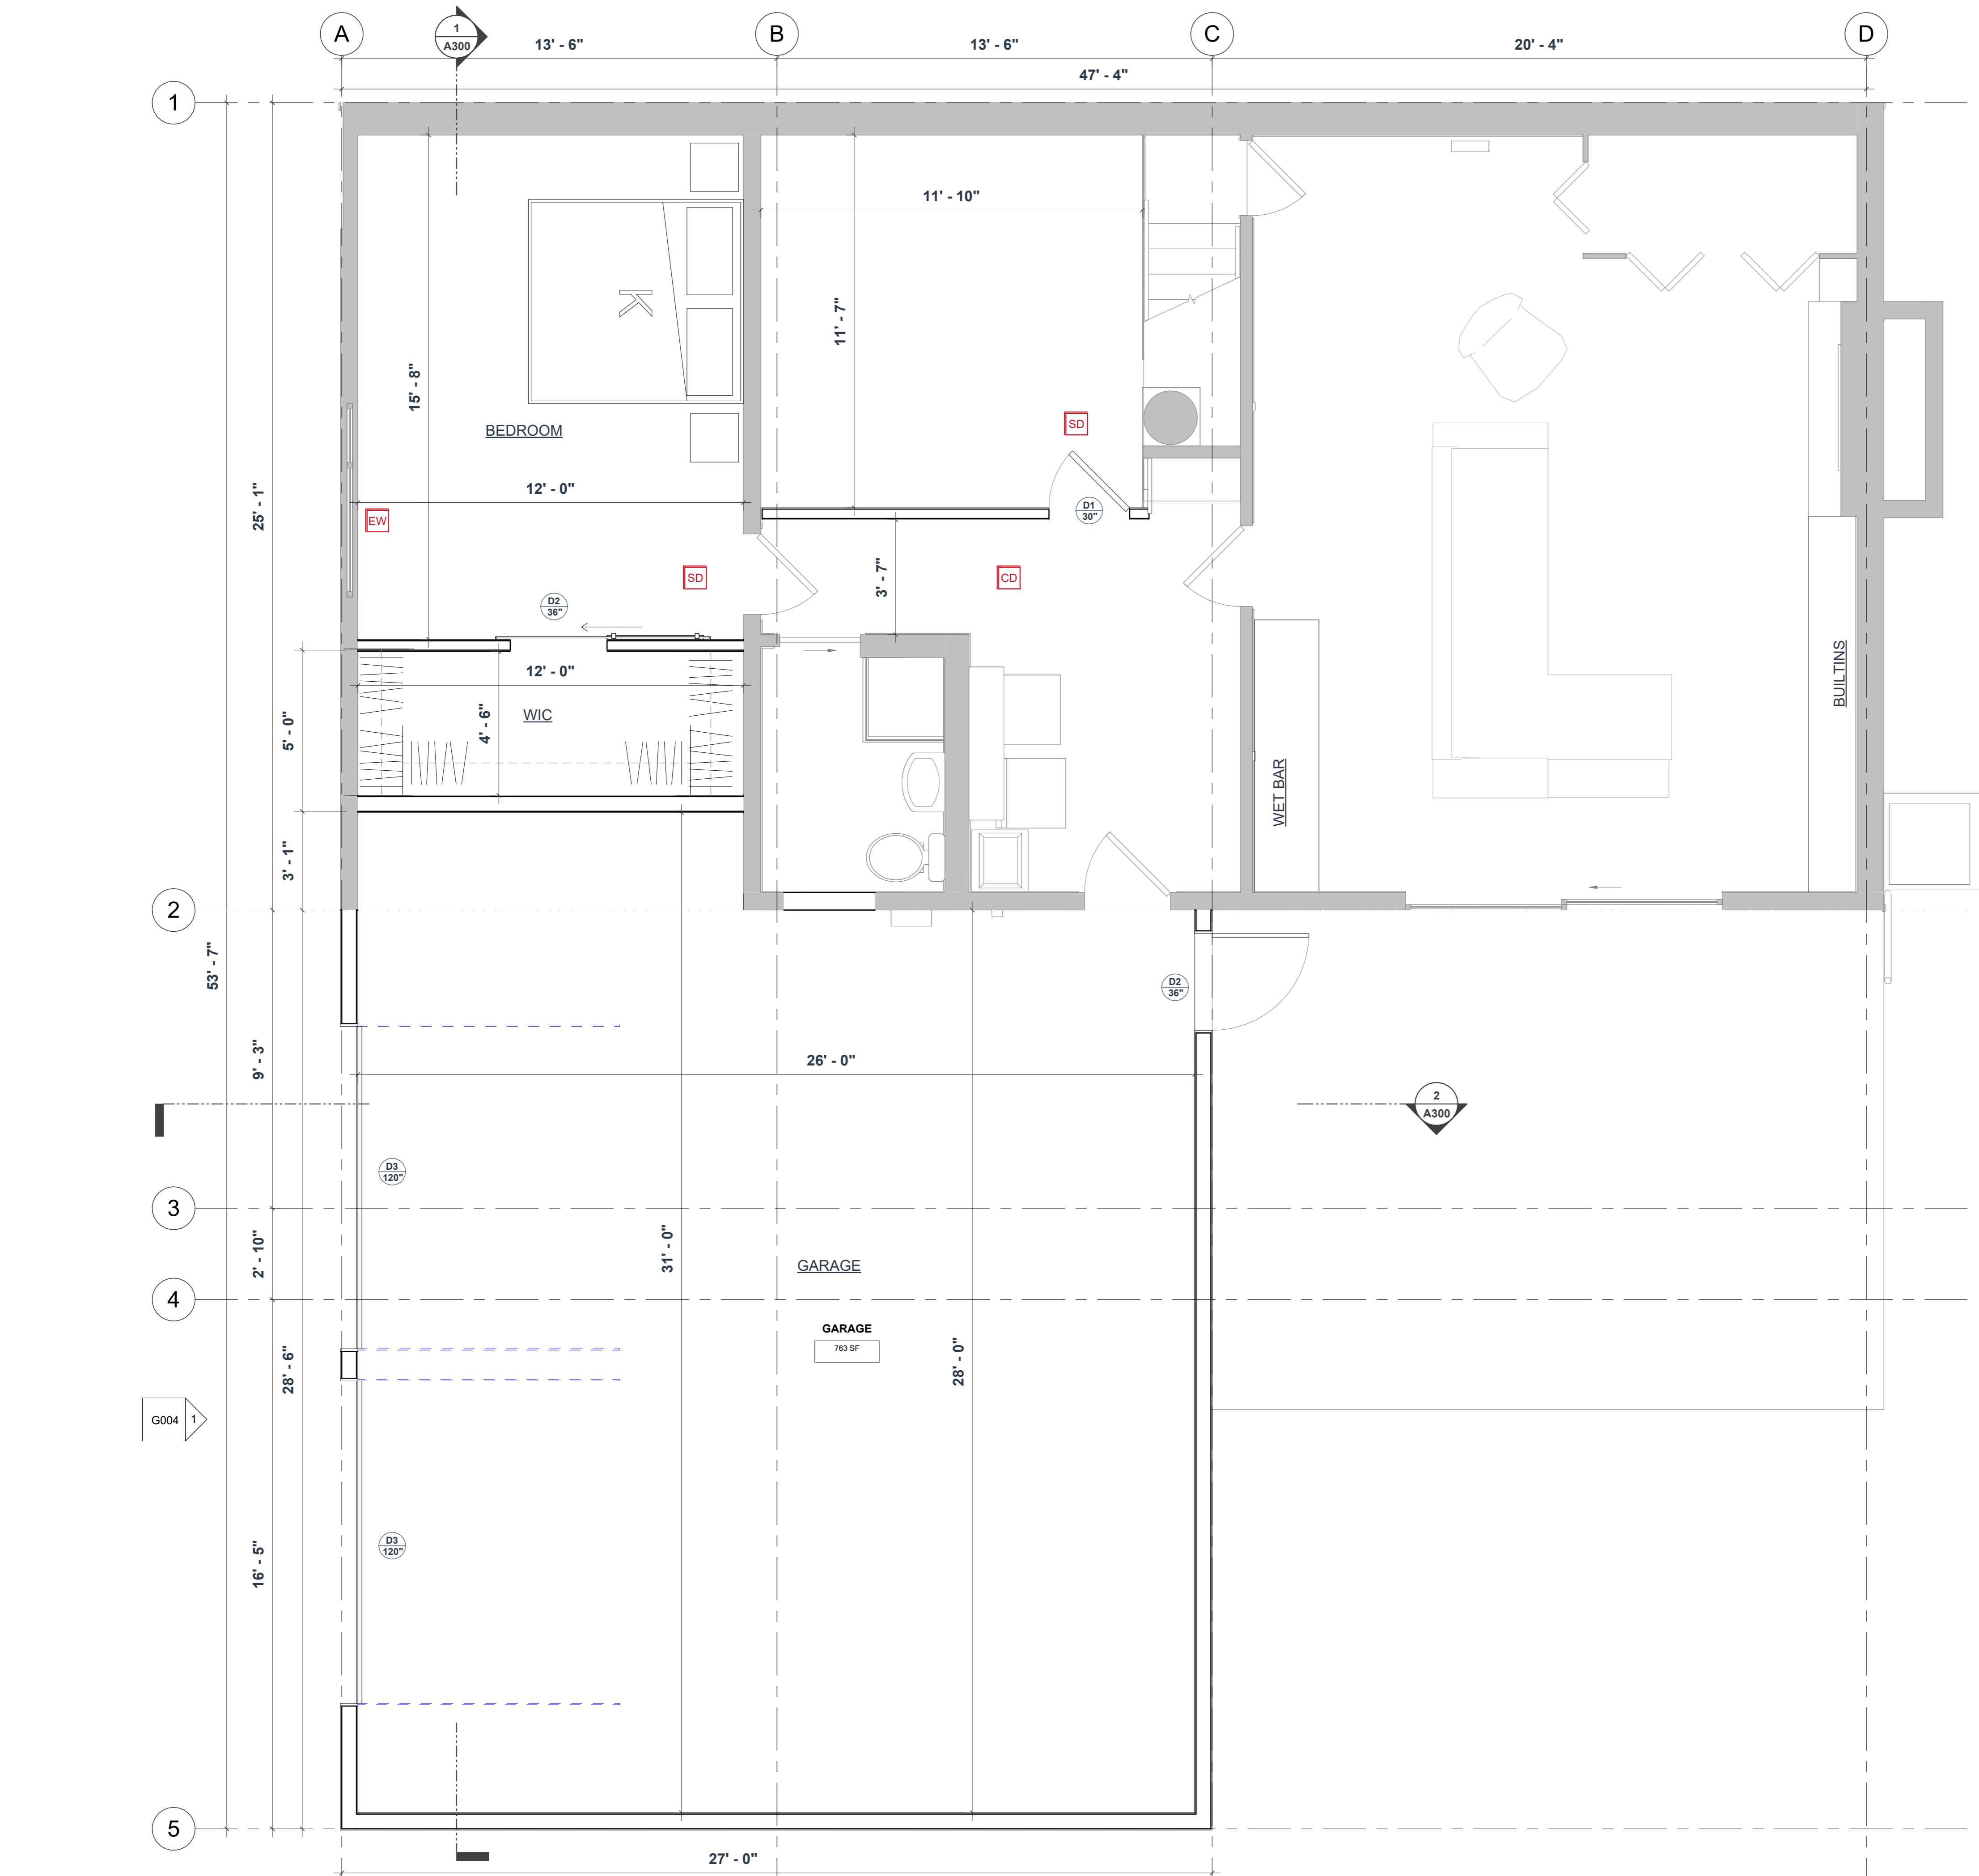 A
1
A300
13' - 6"
B
13' - 6"
C
20' - 4"
D
47' - 4"
1
11' - 10"
11' - 7"
15' - 8"
K
SD
BEDROOM
12' - 0"
25' - 1"
EW
D1
30"
SD
CD
3' - 7"
D2
36"
12' - 0"
WIC
4' - 6"
5' - 0"
BUILTINS
WET BAR
3' - 1"
2
53' - 7"
D2
36"
9' - 3"
26' - 0"
2
A300
D3
120"
3
2' - 10"
31' - 0"
GARAGE
4
GARAGE
763 SF
28' - 6"
28' - 0"
G004
1
D3
120"
16' - 5"
5
27' - 0"